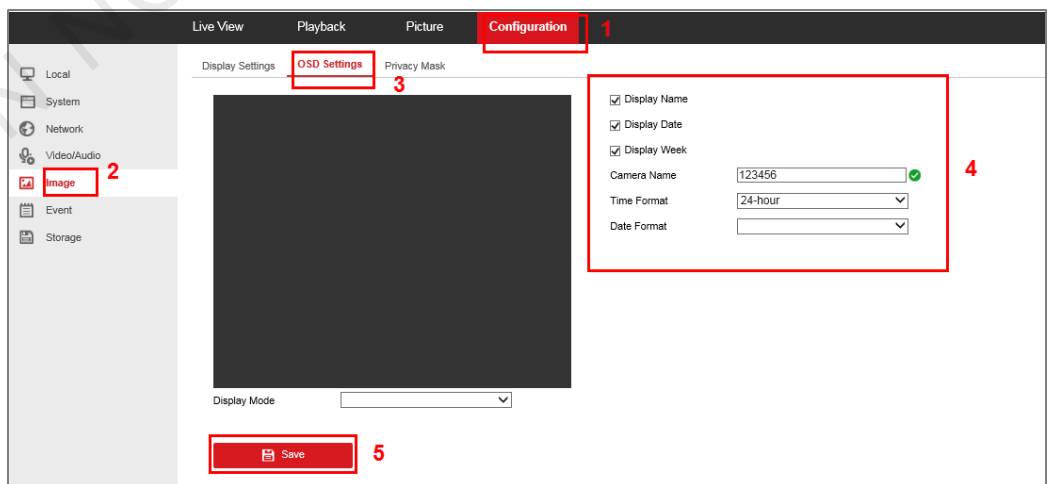 Live View Playback Picture Configuration 1
Display Settings OSD Settings Privacy Mask
3
Local
System
Network
Video/Audio
Image 2
Event
Storage
Display Name
Display Date
Display Week
Camera Name 123456
Time Format 24-hour
Date Format
4
Display Mode
Save 5